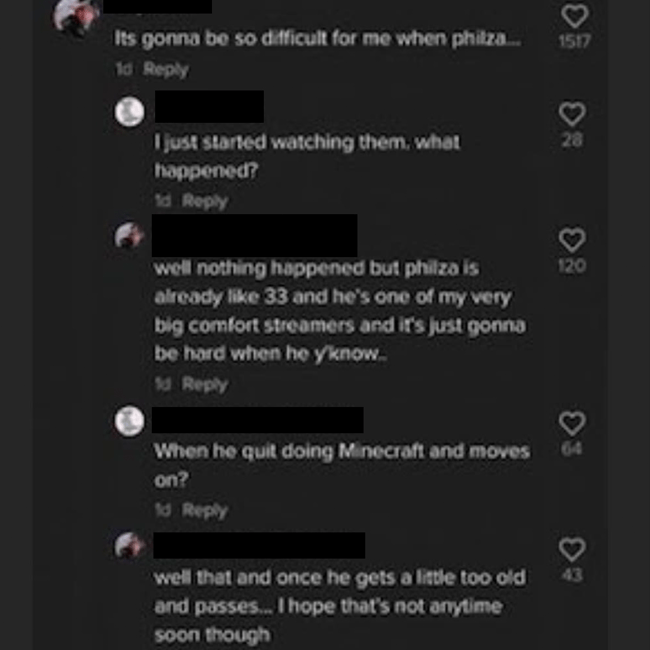 Its gonna be so difficult for me when philza...
1517
1d Reply
I just started watching them. what
happened?
28
1d Reply
well nothing happened but philza is
already like 33 and he's one of my very
big comfort streamers and it's just gonna
be hard when he y'know..
120
1d Reply
When he quit doing Minecraft and moves
on?
64
1d Reply
well that and once he gets a little too old
and passes... I hope that's not anytime
soon though
43